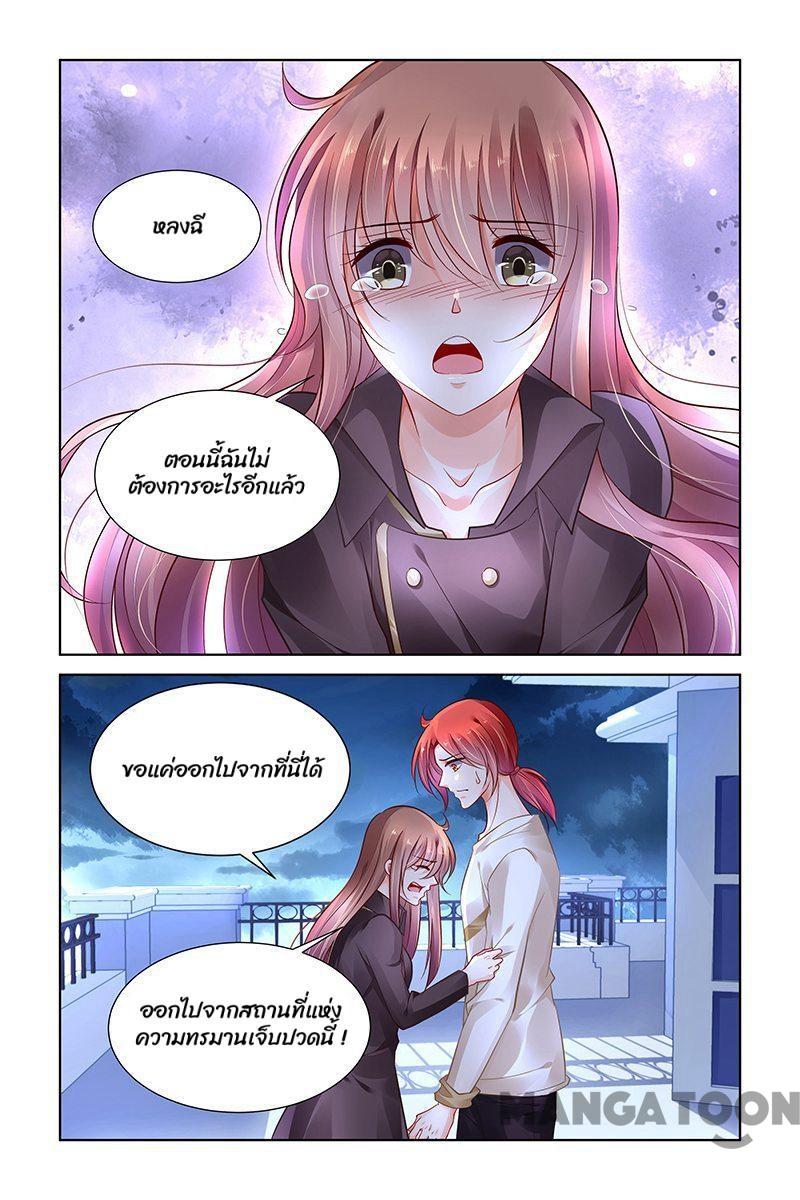 หลงฉี
ตอนนี้ฉันไม่
ต้องการอะไรอีกแล้ว
ขอแค่ออกไปจากที่นี่ได้
ออกไปจากสถานที่แห่ง
ความทรมานเจ็บปวดนี้ !
MANGATOON